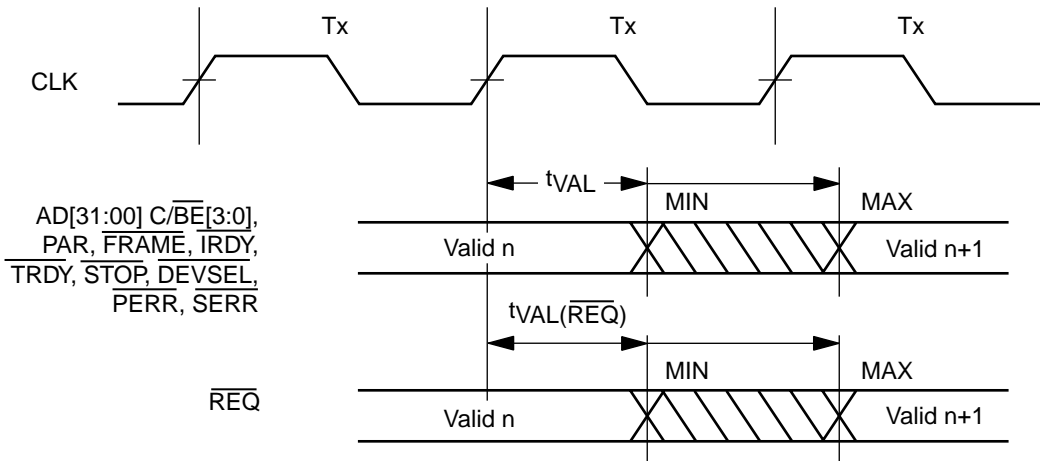 Tx Tx Tx
CLK
tVAL
MIN MAX
AD[31:00] C/BE[3:0],
PAR, FRAME, IRDY,
TRDY, STOP, DEVSEL,
PERR, SERR
Valid n Valid n+1
tVAL(REQ)
MIN MAX
REQ
Valid n Valid n+1